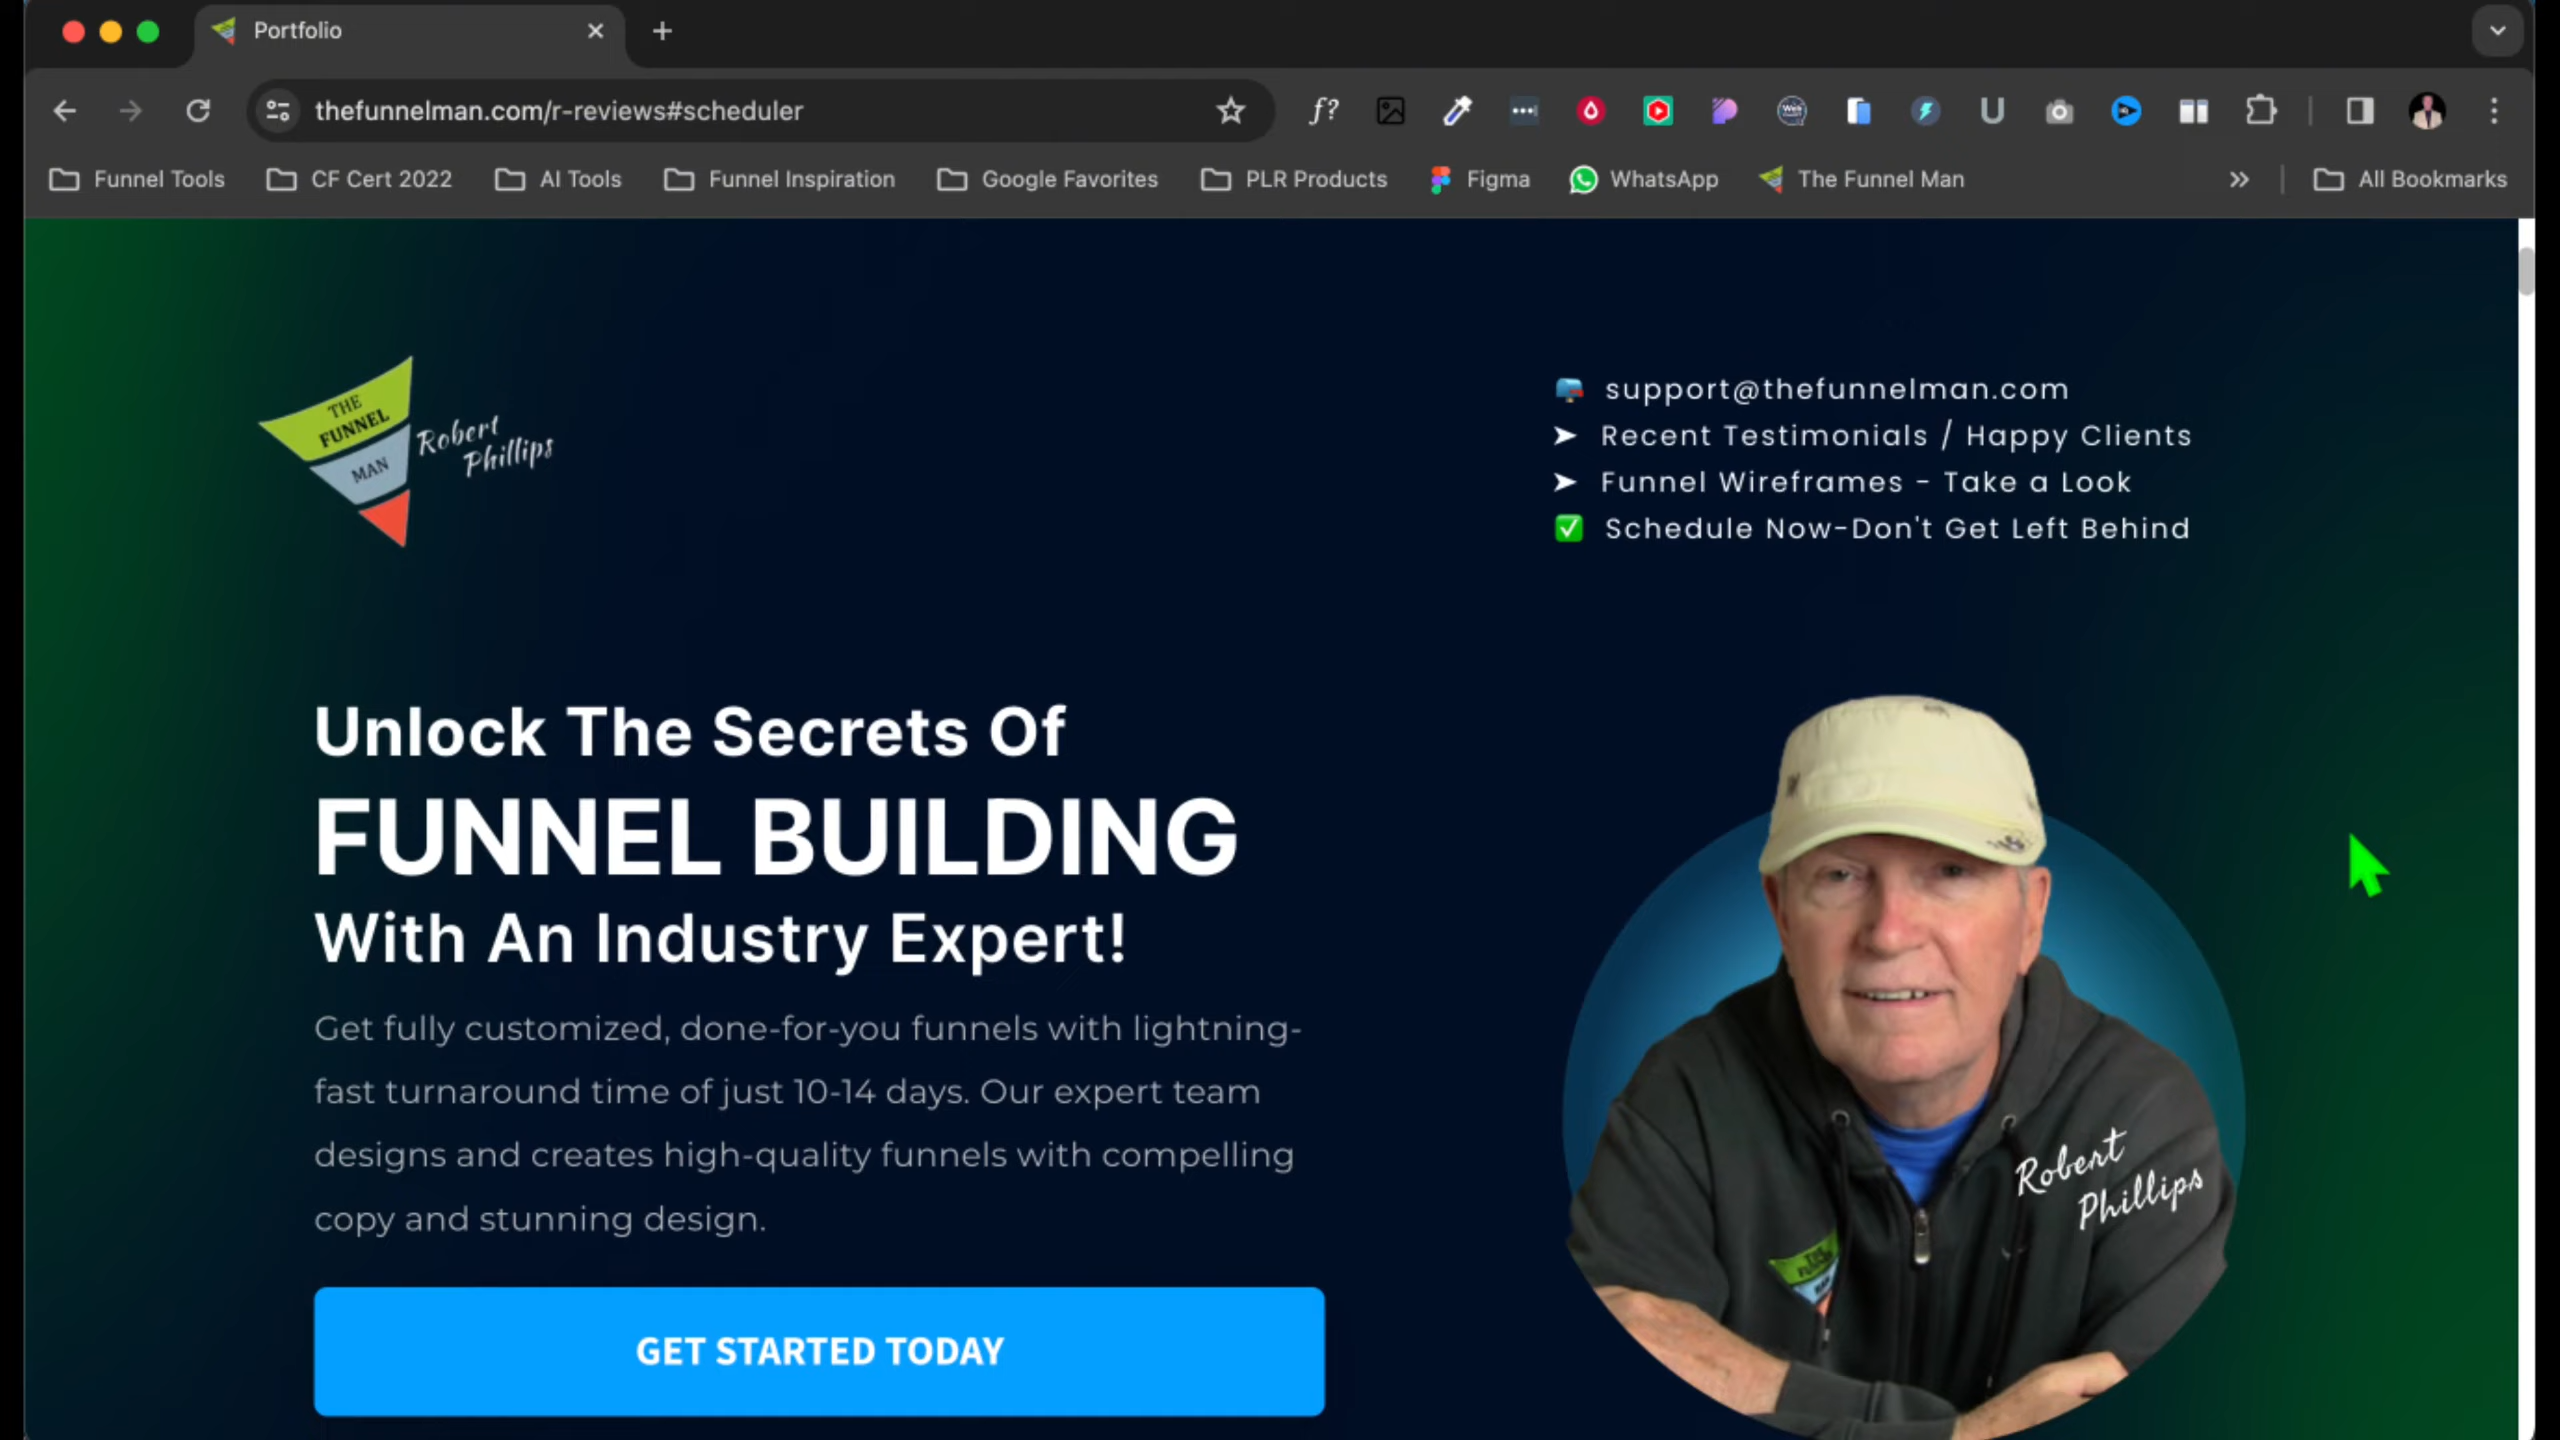 Portfolio
thefunnelman.com/r-reviews#scheduler
f?
Funnel Tools
CF Cert 2022
AI Tools
Funnel Inspiration
Google Favorites
PLR Products
Figma
WhatsApp
The Funnel Man
All Bookmarks
THE
FUNNEL
MAN
Robert
Phillips
support@thefunnelman.com
➤ Recent Testimonials / Happy Clients
➤ Funnel Wireframes - Take a Look
✅ Schedule Now-Don't Get Left Behind
Unlock The Secrets Of
FUNNEL BUILDING
With An Industry Expert!
Get fully customized, done-for-you funnels with lightning-
fast turnaround time of just 10-14 days. Our expert team
designs and creates high-quality funnels with compelling
copy and stunning design.
GET STARTED TODAY
Robert
Phillips